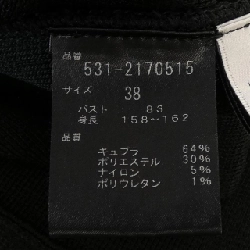 品番
531-2170515
サイズ
38
バスト 83
身長 158～162
品質
キュプラ 64%
ポリエステル 30%
ナイロン 5%
ポリウレタン 1%